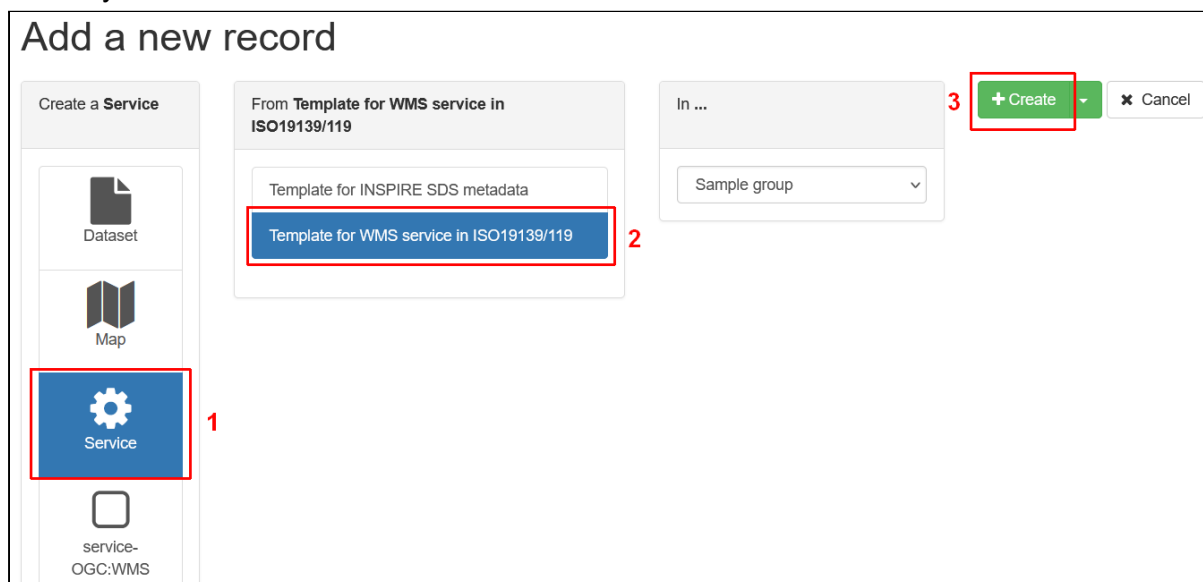 Add a new record
Create a Service
Dataset
Map
Service
1
service-
OGC:WMS
From Template for WMS service in
ISO19139/119
Template for INSPIRE SDS metadata
Template for WMS service in ISO19139/119
2
In ...
Sample group
3
+ Create
✖ Cancel